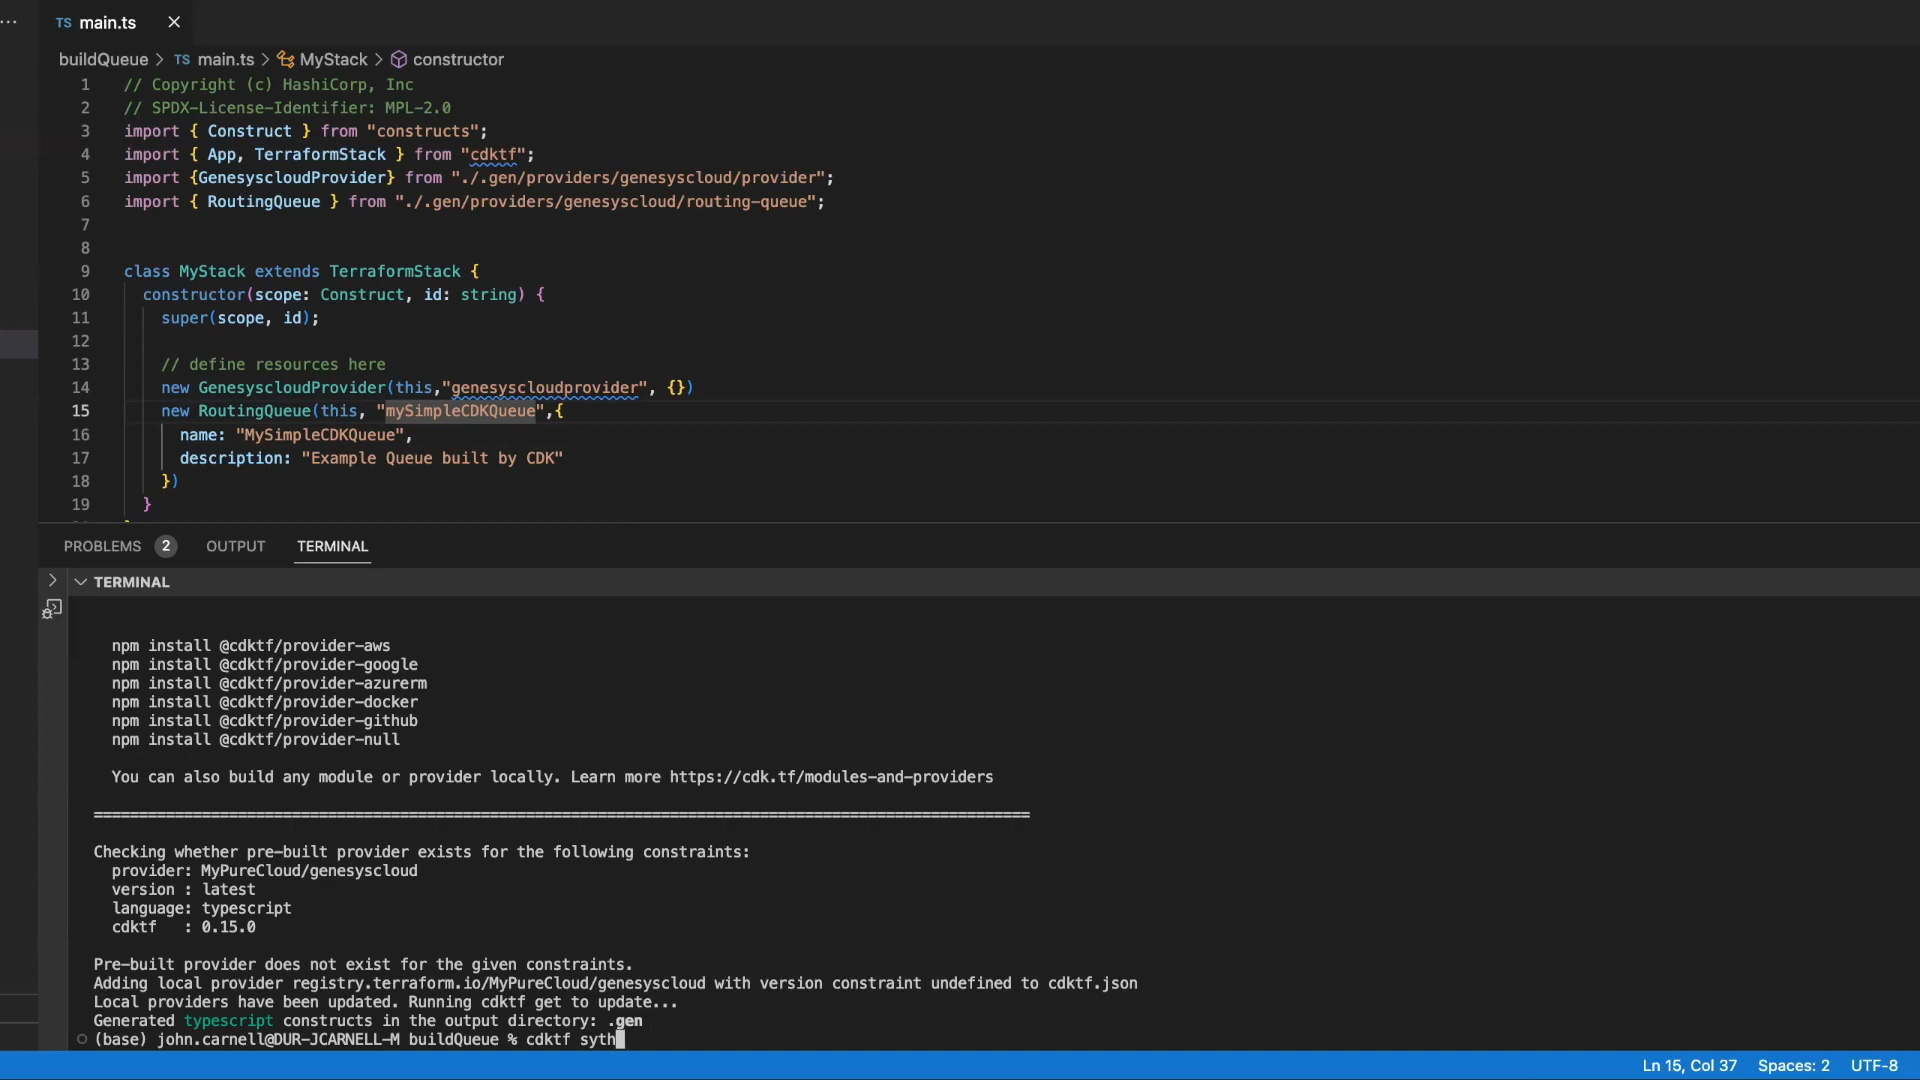 TS main.ts
buildQueue > TS main.ts > MyStack > constructor
1 // Copyright (c) HashiCorp, Inc
2 // SPDX-License-Identifier: MPL-2.0
3 import { Construct } from "constructs";
4 import { App, TerraformStack } from "cdktf";
5 import {GenesyscloudProvider} from "./.gen/providers/genesyscloud/provider";
6 import { RoutingQueue } from "./.gen/providers/genesyscloud/routing-queue";
7
8
9 class MyStack extends TerraformStack {
10 constructor(scope: Construct, id: string) {
11 super(scope, id);
12
13 // define resources here
14 new GenesyscloudProvider(this,"genesyscloudprovider", {})
15 new RoutingQueue(this, "mySimpleCDKQueue",{
16 name: "MySimpleCDKQueue",
17 description: "Example Queue built by CDK"
18 })
19 }
PROBLEMS 2 OUTPUT TERMINAL
TERMINAL
npm install @cdktf/provider-aws
npm install @cdktf/provider-google
npm install @cdktf/provider-azurerm
npm install @cdktf/provider-docker
npm install @cdktf/provider-github
npm install @cdktf/provider-null
You can also build any module or provider locally. Learn more https://cdk.tf/modules-and-providers
========================================================================================================
Checking whether pre-built provider exists for the following constraints:
provider: MyPureCloud/genesyscloud
version : latest
language: typescript
cdktf : 0.15.0
Pre-built provider does not exist for the given constraints.
Adding local provider registry.terraform.io/MyPureCloud/genesyscloud with version constraint undefined to cdktf.json
Local providers have been updated. Running cdktf get to update...
Generated typescript constructs in the output directory: .gen
(base) john.carnell@DUR-JCARNELL-M buildQueue % cdktf syth
Ln 15, Col 37 Spaces: 2 UTF-8